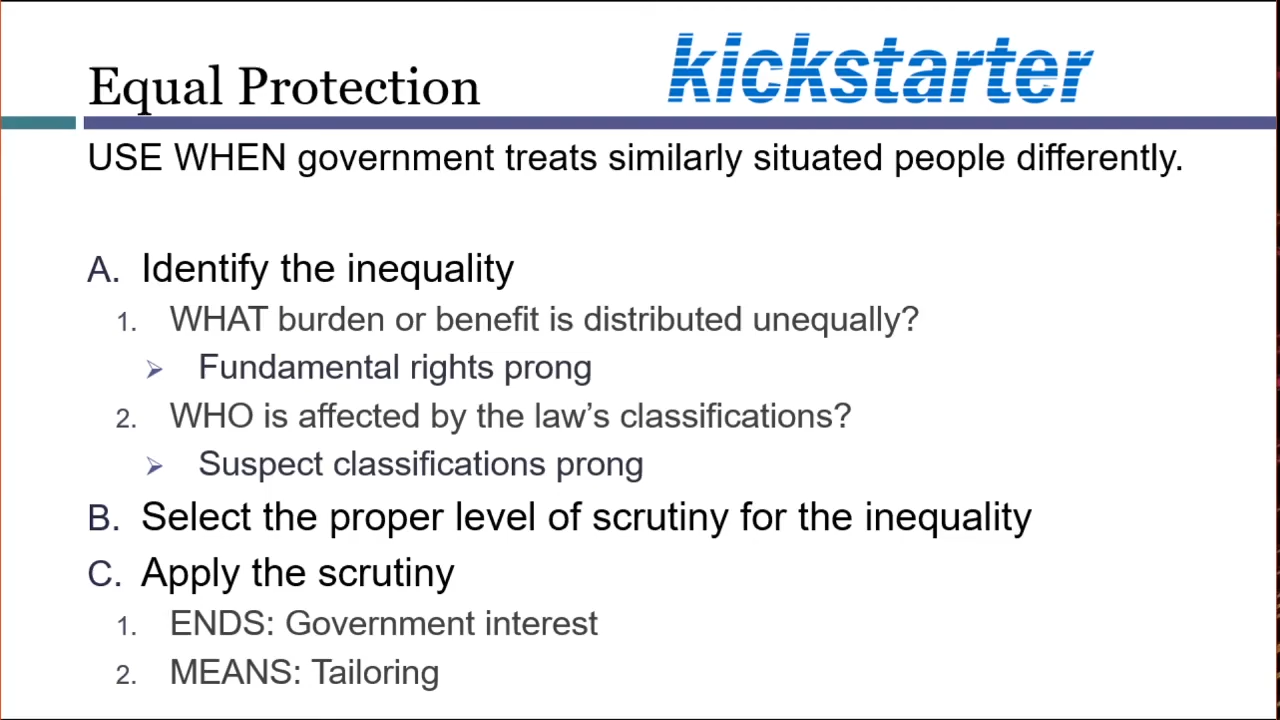 Equal Protection
kickstarter
USE WHEN government treats similarly situated people differently.
A. Identify the inequality
1. WHAT burden or benefit is distributed unequally?
➢ Fundamental rights prong
2. WHO is affected by the law’s classifications?
➢ Suspect classifications prong
B. Select the proper level of scrutiny for the inequality
C. Apply the scrutiny
1. ENDS: Government interest
2. MEANS: Tailoring